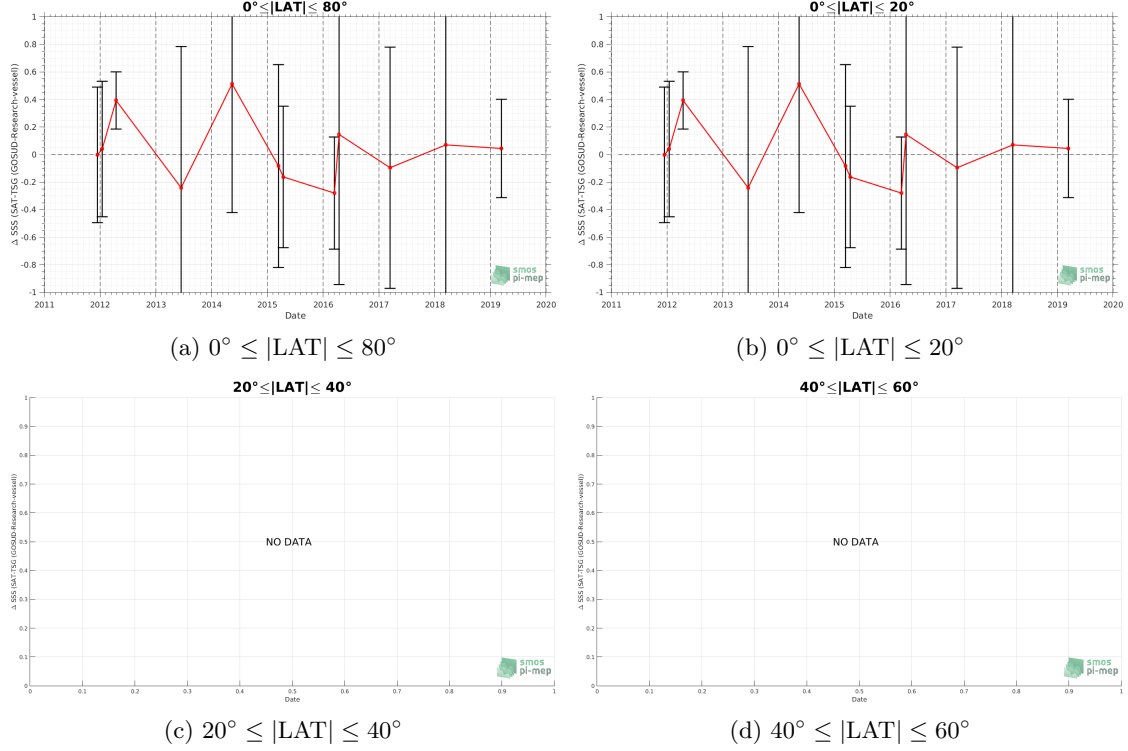 0°≤|LAT|≤ 80°
1
0.8
0.6
0.4
0.2
0
-0.2
-0.4
-0.6
-0.8
-1
Δ SSS (SAT-TSG (GOSUD-Research-vessel))
2011 2012 2013 2014 2015 2016 2017 2018 2019 2020
Date
smos
pi-mep
(a) 0° ≤ |LAT| ≤ 80°
0°≤|LAT|≤ 20°
1
0.8
0.6
0.4
0.2
0
-0.2
-0.4
-0.6
-0.8
-1
Δ SSS (SAT-TSG (GOSUD-Research-vessel))
2011 2012 2013 2014 2015 2016 2017 2018 2019 2020
Date
smos
pi-mep
(b) 0° ≤ |LAT| ≤ 20°
20°≤|LAT|≤ 40°
1
0.9
0.8
0.7
0.6
0.5
0.4
0.3
0.2
0.1
0
Δ SSS (SAT-TSG (GOSUD-Research-vessel))
NO DATA
0 0.1 0.2 0.3 0.4 0.5 0.6 0.7 0.8 0.9 1
Date
smos
pi-mep
(c) 20° ≤ |LAT| ≤ 40°
40°≤|LAT|≤ 60°
1
0.9
0.8
0.7
0.6
0.5
0.4
0.3
0.2
0.1
0
Δ SSS (SAT-TSG (GOSUD-Research-vessel))
NO DATA
0 0.1 0.2 0.3 0.4 0.5 0.6 0.7 0.8 0.9 1
Date
smos
pi-mep
(d) 40° ≤ |LAT| ≤ 60°